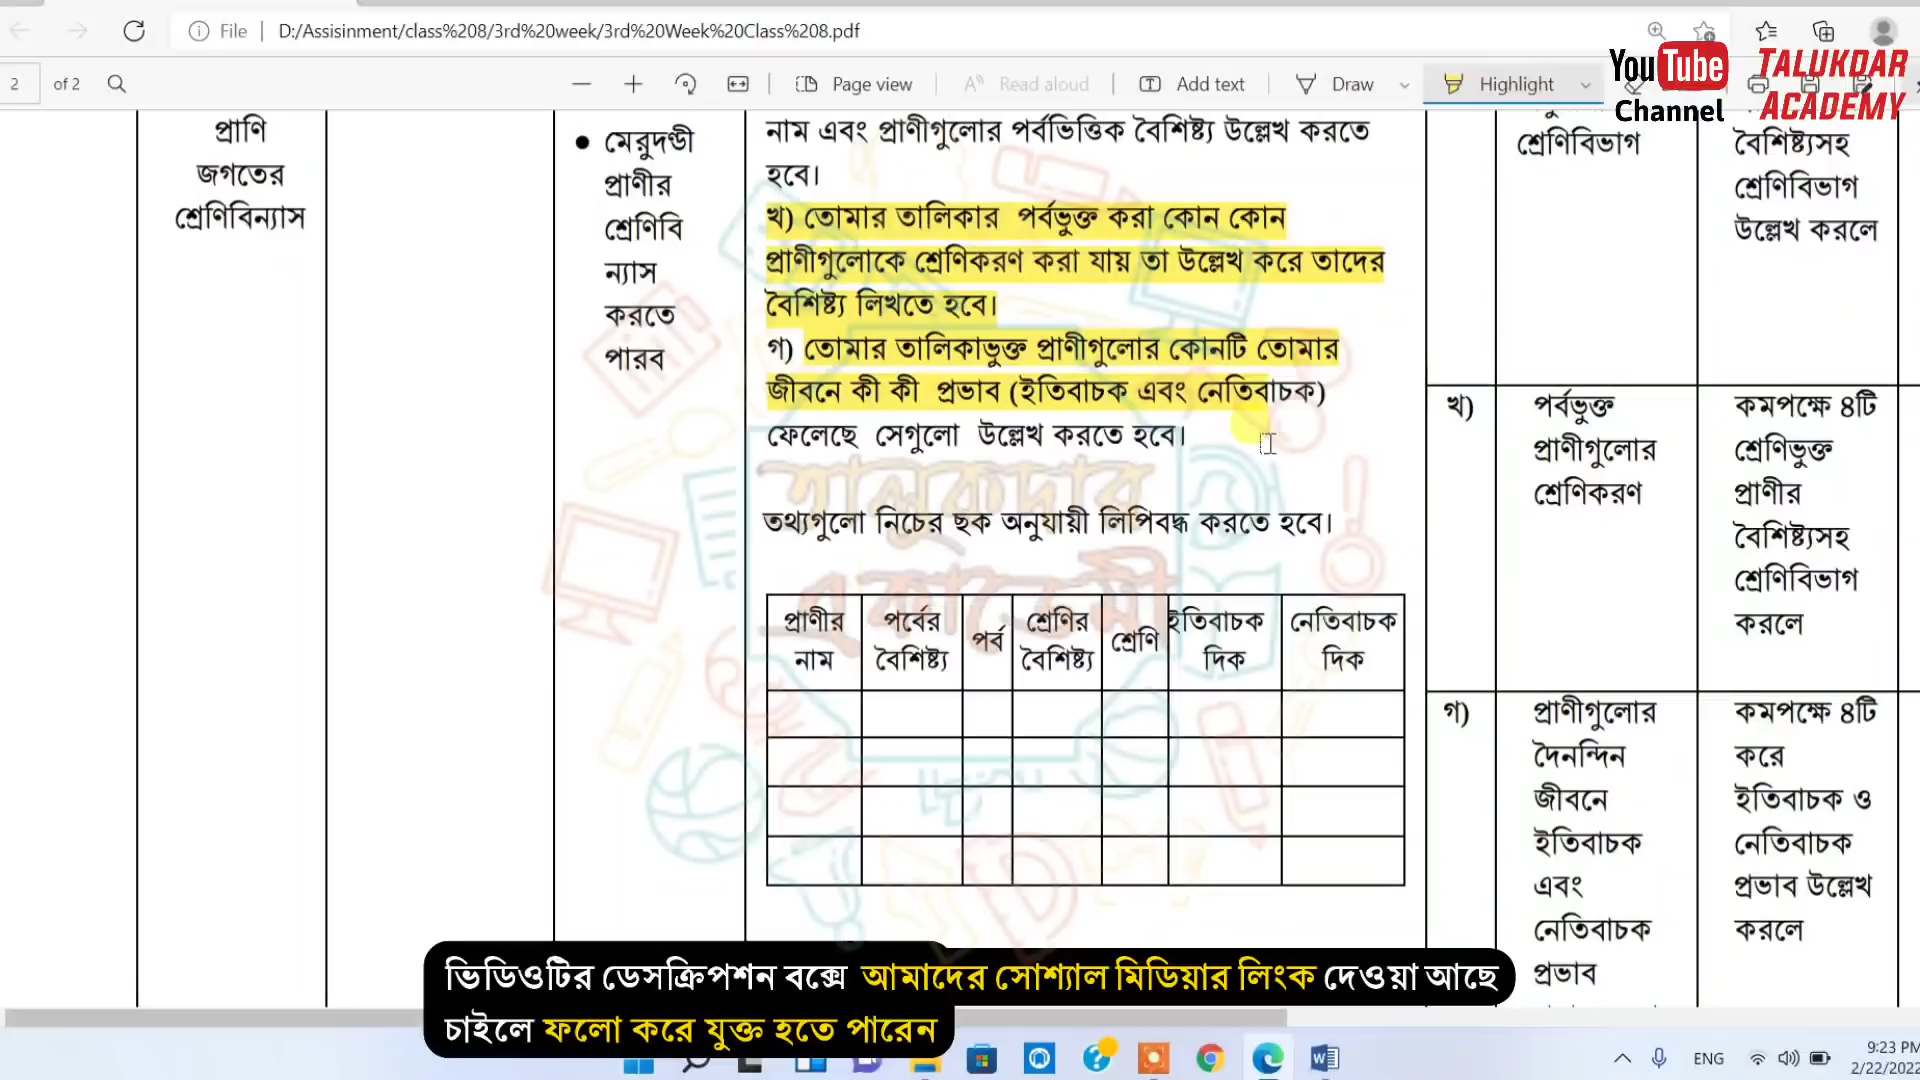 File
D:/Assisinment/class%208/3rd%20week/3rd%20Week%20Class%208.pdf
YouTube
Channel
TALUKDAR
ACADEMY
2
of 2
Page view
Read aloud
Add text
Draw
Highlight
প্রাণি
জগতের
শ্রেণিবিন্যাস
মেরুদণ্ডী
প্রাণীর
শ্রেণিবি
ন্যাস
করতে
পারব
নাম এবং প্রাণীগুলোর পর্বভিত্তিক বৈশিষ্ট্য উল্লেখ করতে
হবে।
খ) তোমার তালিকার পর্বভুক্ত করা কোন কোন
প্রাণীগুলোকে শ্রেণিকরণ করা যায় তা উল্লেখ করে তাদের
বৈশিষ্ট্য লিখতে হবে।
গ) তোমার তালিকাভুক্ত প্রাণীগুলোর কোনটি তোমার
জীবনে কী কী প্রভাব (ইতিবাচক এবং নেতিবাচক)
ফেলেছে সেগুলো উল্লেখ করতে হবে।
তালুকদার
একাডেমী
তথ্যগুলো নিচের ছক অনুযায়ী লিপিবদ্ধ করতে হবে।
প্রাণীর
নাম
পর্বের
বৈশিষ্ট্য
পর্ব
শ্রেণির
বৈশিষ্ট্য
শ্রেণি
ইতিবাচক
দিক
নেতিবাচক
দিক
শ্রেণিবিভাগ
বৈশিষ্ট্যসহ
শ্রেণিবিভাগ
উল্লেখ করলে
খ)
পর্বভুক্ত
প্রাণীগুলোর
শ্রেণিকরণ
কমপক্ষে ৪টি
শ্রেণিভুক্ত
প্রাণীর
বৈশিষ্ট্যসহ
শ্রেণিবিভাগ
করলে
গ)
প্রাণীগুলোর
দৈনন্দিন
জীবনে
ইতিবাচক
এবং
নেতিবাচক
প্রভাব
কমপক্ষে ৪টি
করে
ইতিবাচক ও
নেতিবাচক
প্রভাব উল্লেখ
করলে
ভিডিওটির ডেসক্রিপশন বক্সে আমাদের সোশ্যাল মিডিয়ার লিংক দেওয়া আছে
চাইলে ফলো করে যুক্ত হতে পারেন
ENG
9:23 PM
2/22/2022